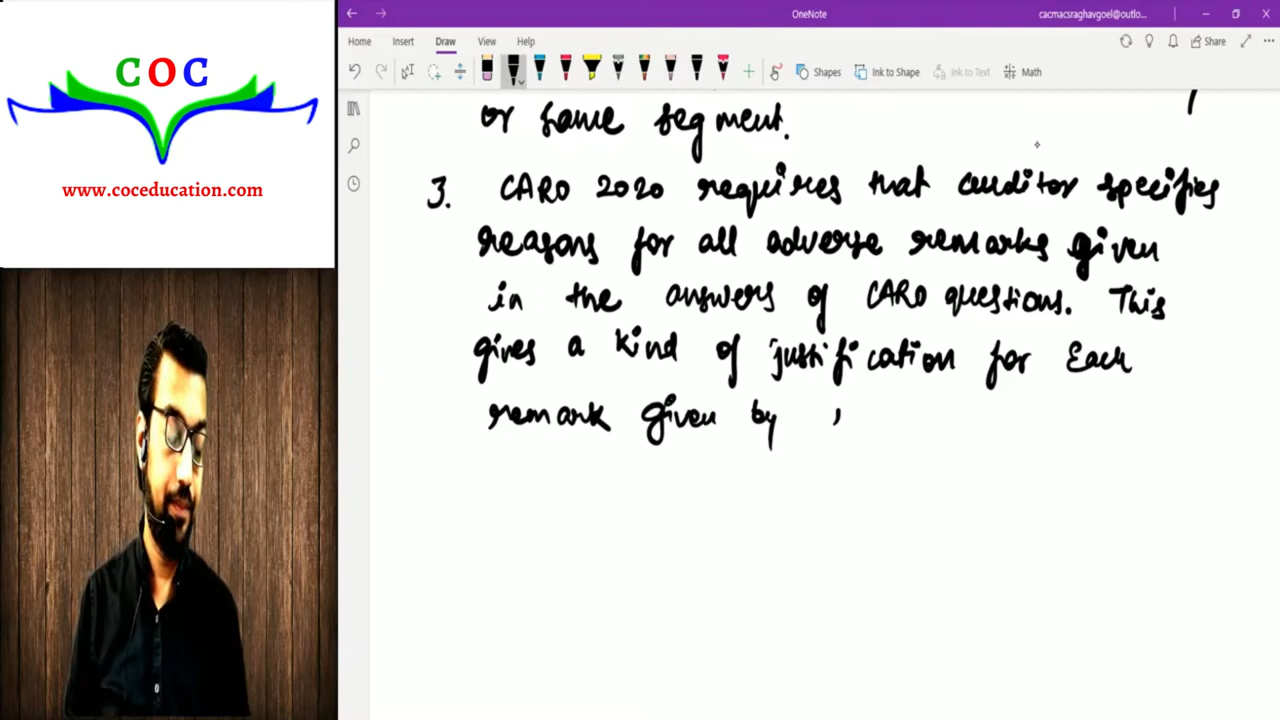 COC
www.coceducation.com
OneNote
cacmacsraghavgoel@outlo...
Home Insert Draw View Help
Share
Shapes Ink to Shape Ink to Text Math
or same segment.
3. CARO 2020 requires that auditor specifies
reasons for all adverse remarks given
in the answers of CARO questions. This
gives a kind of justification for Each
remark given by